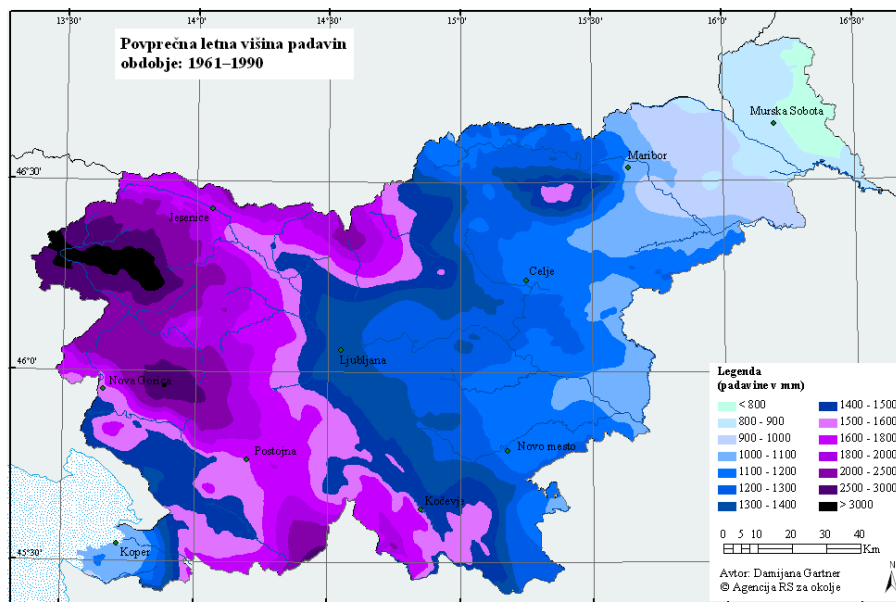 13°30'
14°0'
14°30'
15°0'
15°30'
16°0'
16°30'
Povprečna letna višina padavin
obdobje: 1961–1990
Murska Sobota
Maribor
46°30'
46°30'
Jesenice
Celje
Ljubljana
46°0'
46°0'
Nova Gorica
Postojna
Novo mesto
Kočevje
45°30'
Koper
Legenda
(padavine v mm)
< 800
800 - 900
900 - 1000
1000 - 1100
1100 - 1200
1200 - 1300
1300 - 1400
1400 - 1500
1500 - 1600
1600 - 1800
1800 - 2000
2000 - 2500
2500 - 3000
> 3000
0 5 10 20 30 40
Km
N
Avtor: Damijana Gartner
© Agencija RS za okolje